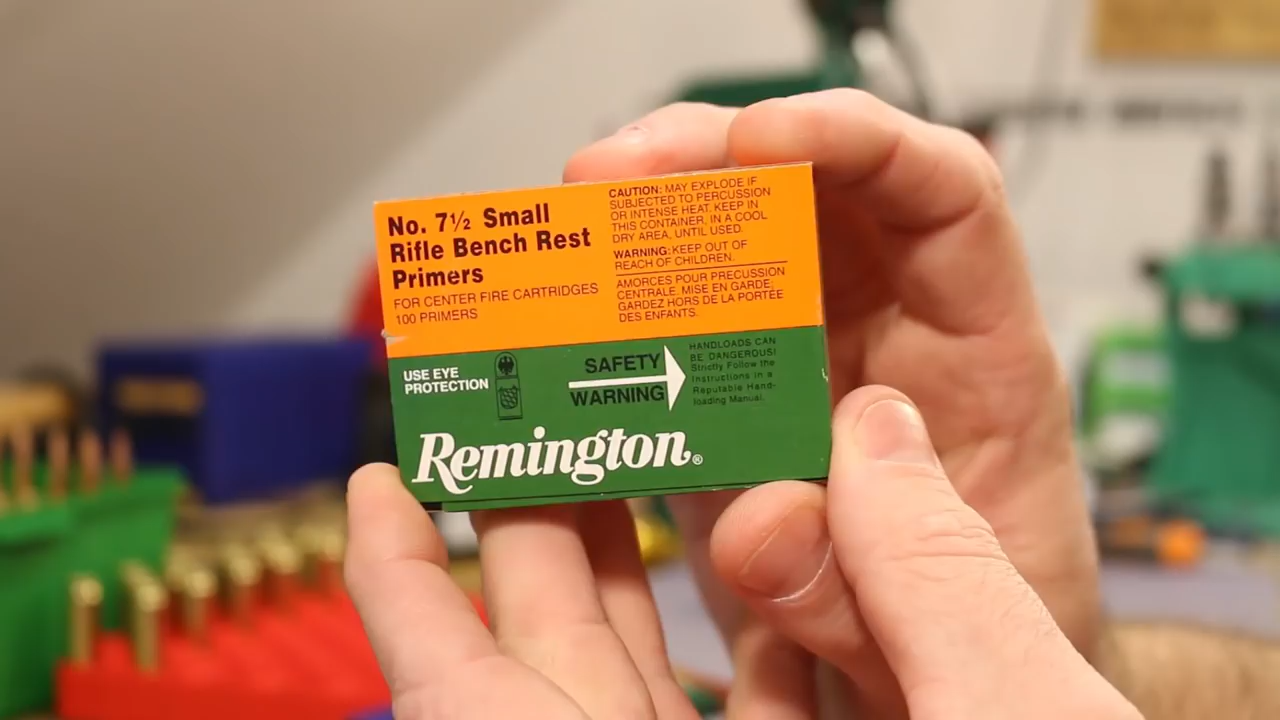 No. 7½ Small
Rifle Bench Rest
Primers
FOR CENTER FIRE CARTRIDGES
100 PRIMERS
CAUTION: MAY EXPLODE IF
SUBJECTED TO PERCUSSION
OR INTENSE HEAT. KEEP IN
THIS CONTAINER, IN A COOL
DRY AREA, UNTIL USED.
WARNING: KEEP OUT OF
REACH OF CHILDREN.
AMORCES POUR PRECUSSION
CENTRALE. MISE EN GARDE;
GARDEZ HORS DE LA PORTÉE
DES ENFANTS.
USE EYE
PROTECTION
SAFETY
WARNING
HANDLOADS CAN
BE DANGEROUS!
Strictly Follow the
Instructions in a
Reputable Hand-
loading Manual.
Remington®